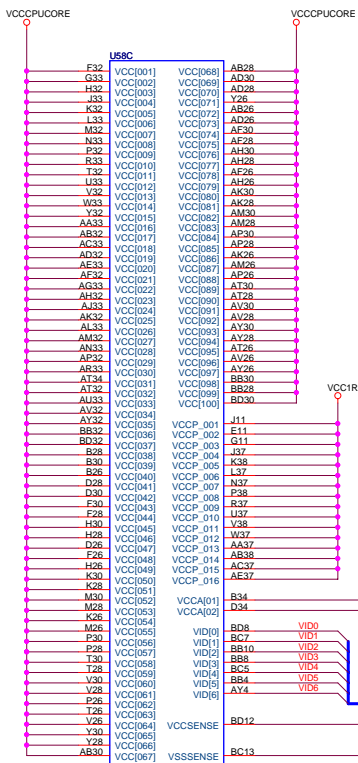 VCCCPUCORE VCCCPUCORE
U58C
F32 VCC[001] VCC[068] AB28
G33 VCC[002] VCC[069] AD30
H32 VCC[003] VCC[070] AD28
J33 VCC[004] VCC[071] Y26
K32 VCC[005] VCC[072] AB26
L33 VCC[006] VCC[073] AD26
M32 VCC[007] VCC[074] AF30
N33 VCC[008] VCC[075] AF28
P32 VCC[009] VCC[076] AH30
R33 VCC[010] VCC[077] AH28
T32 VCC[011] VCC[078] AF26
U33 VCC[012] VCC[079] AH26
V32 VCC[013] VCC[080] AK30
W33 VCC[014] VCC[081] AK28
Y32 VCC[015] VCC[082] AM30
AA33 VCC[016] VCC[083] AM28
AB32 VCC[017] VCC[084] AP30
AC33 VCC[018] VCC[085] AP28
AD32 VCC[019] VCC[086] AK26
AE33 VCC[020] VCC[087] AM26
AF32 VCC[021] VCC[088] AP26
AG33 VCC[022] VCC[089] AT30
AH32 VCC[023] VCC[090] AT28
AJ33 VCC[024] VCC[091] AV30
AK32 VCC[025] VCC[092] AV28
AL33 VCC[026] VCC[093] AY30
AM32 VCC[027] VCC[094] AY28
AN33 VCC[028] VCC[095] AT26
AP32 VCC[029] VCC[096] AV26
AR33 VCC[030] VCC[097] AY26
AT34 VCC[031] VCC[098] BB30
AT32 VCC[032] VCC[099] BB28
AU33 VCC[033] VCC[100] BD30
VCC1R
AV32 VCC[034]
AY32 VCC[035] VCCP_001 J11
BB32 VCC[036] VCCP_002 E11
BD32 VCC[037] VCCP_003 G11
B28 VCC[038] VCCP_004 J37
B30 VCC[039] VCCP_005 K38
B26 VCC[040] VCCP_006 L37
D28 VCC[041] VCCP_007 N37
D30 VCC[042] VCCP_008 P38
F30 VCC[043] VCCP_009 R37
F28 VCC[044] VCCP_010 U37
H30 VCC[045] VCCP_011 V38
H28 VCC[046] VCCP_012 W37
D26 VCC[047] VCCP_013 AA37
F26 VCC[048] VCCP_014 AB38
H26 VCC[049] VCCP_015 AC37
K30 VCC[050] VCCP_016 AE37
K28 VCC[051]
M30 VCC[052] VCCA[01] B34
M28 VCC[053] VCCA[02] D34
K26 VCC[054]
M26 VCC[055] VID[0] BD8 VID0
P30 VCC[056] VID[1] BC7 VID1
P28 VCC[057] VID[2] BB10 VID2
T30 VCC[058] VID[3] BB8 VID3
T28 VCC[059] VID[4] BC5 VID4
V30 VCC[060] VID[5] BB4 VID5
V28 VCC[061] VID[6] AY4 VID6
P26 VCC[062]
T26 VCC[063]
V26 VCC[064] VCCSENSE BD12
Y30 VCC[065]
Y28 VCC[066]
AB30 VCC[067] VSSSENSE BC13